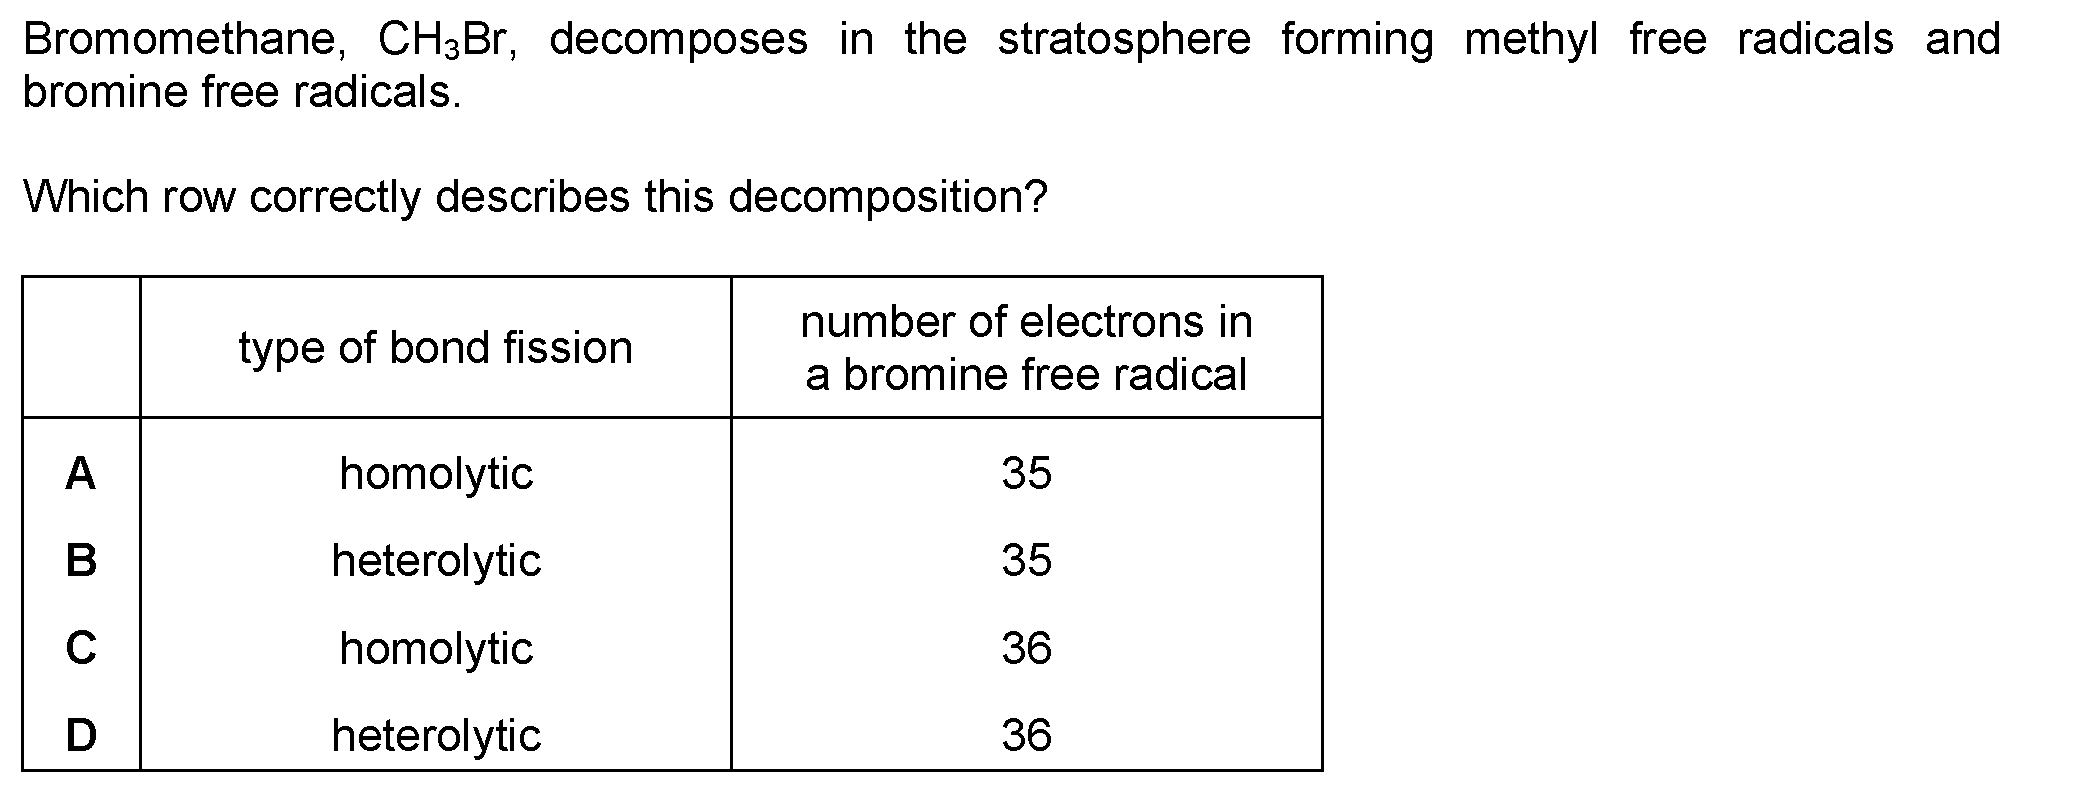 Bromomethane, CH₃Br, decomposes in the stratosphere forming methyl free radicals and
bromine free radicals.
Which row correctly describes this decomposition?
type of bond fission
number of electrons in
a bromine free radical
A homolytic 35
B heterolytic 35
C homolytic 36
D heterolytic 36